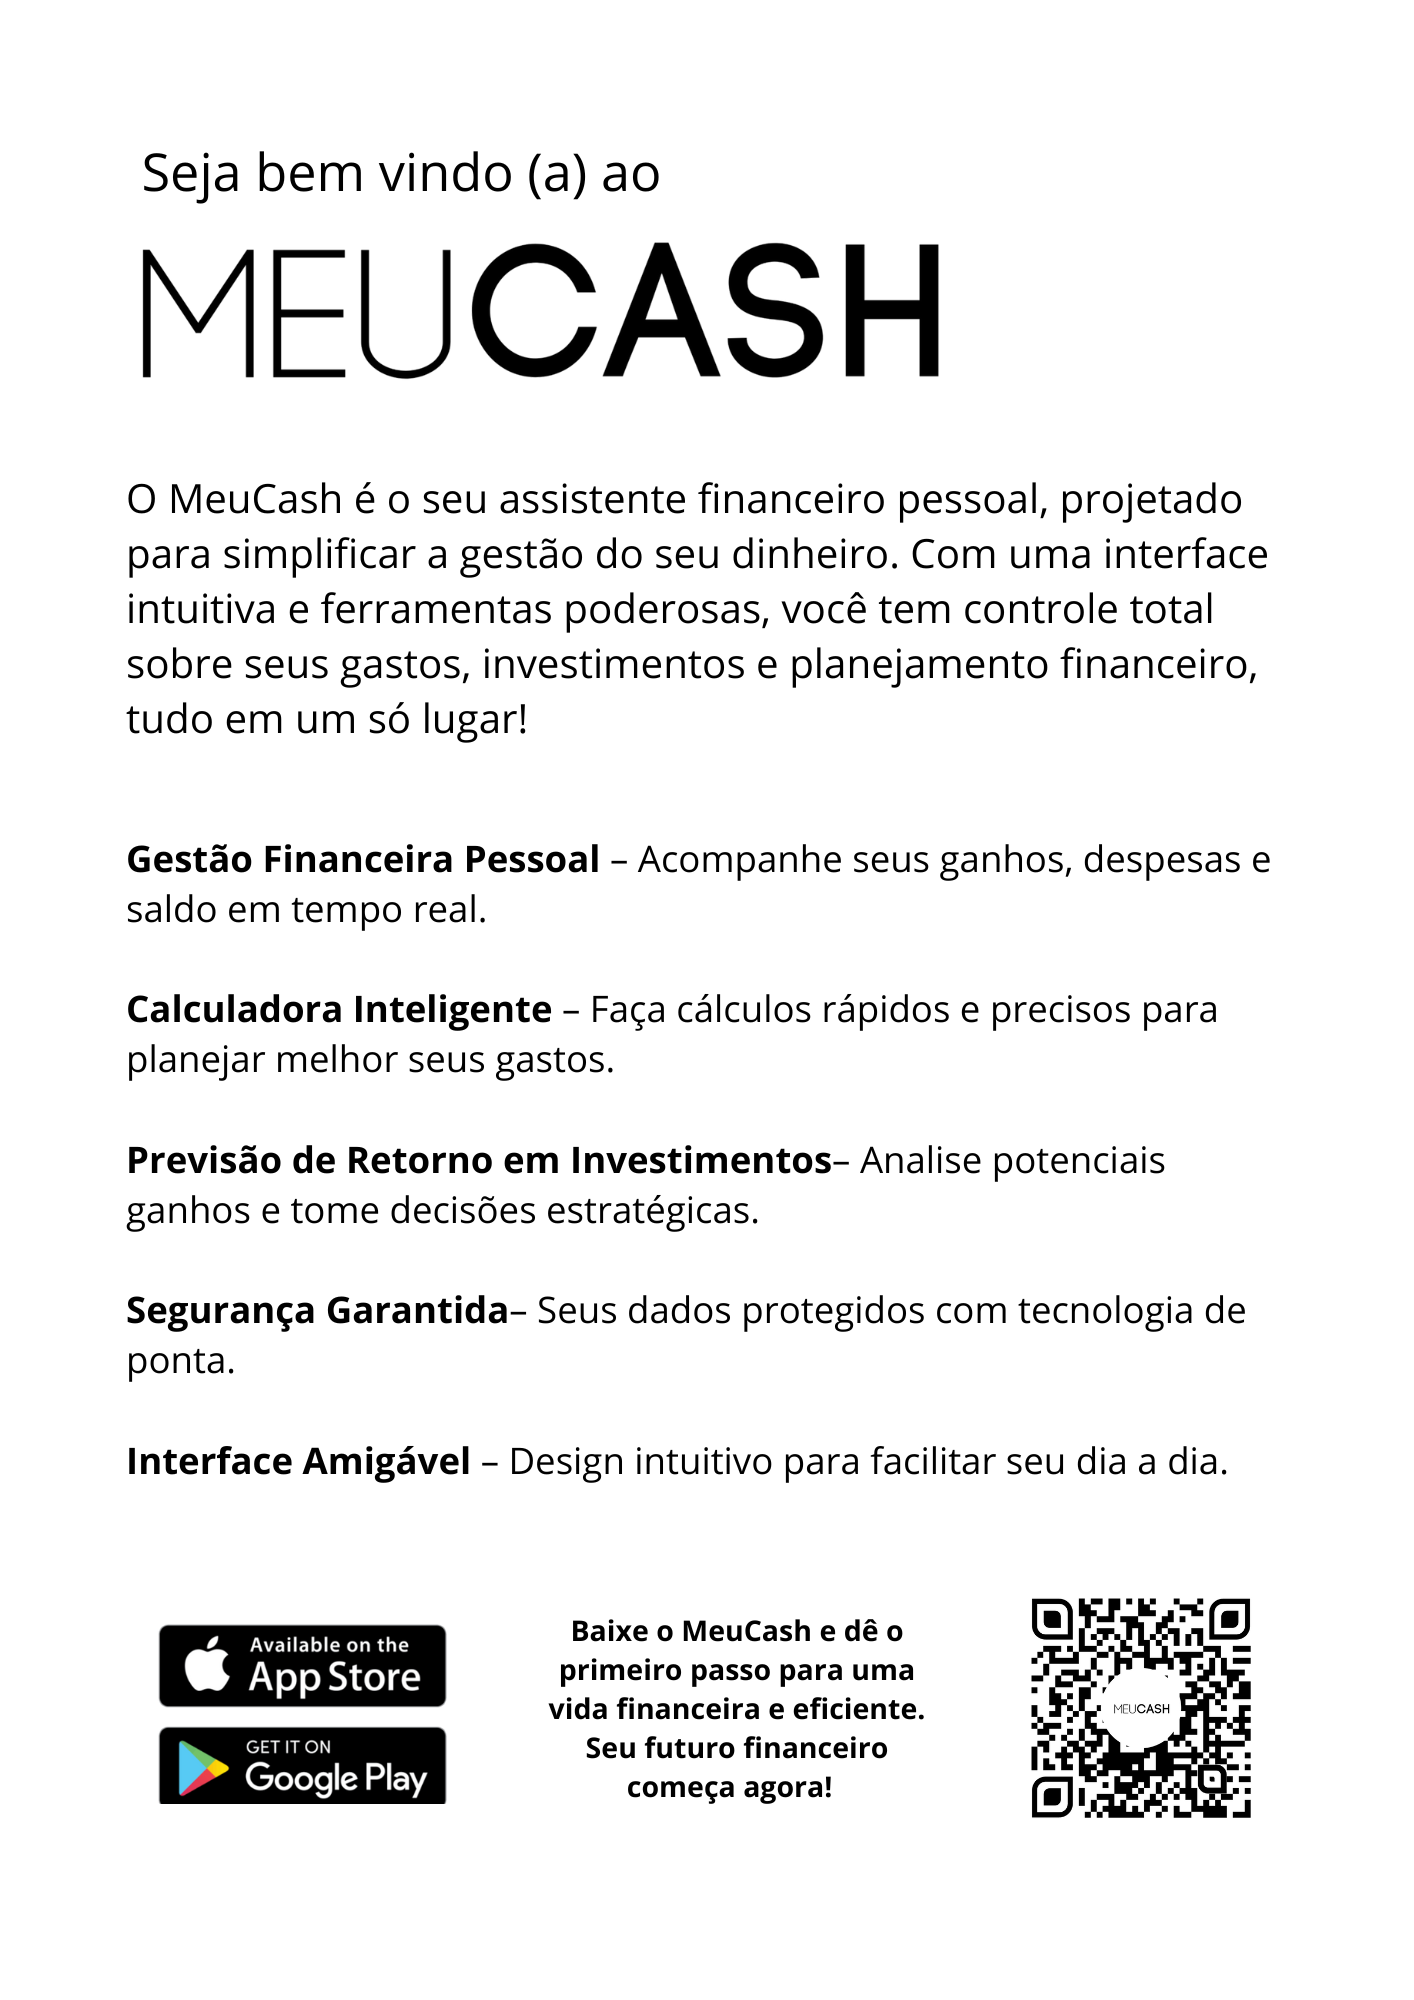 Seja bem vindo (a) ao
MEUCASH
O MeuCash é o seu assistente financeiro pessoal, projetado
para simplificar a gestão do seu dinheiro. Com uma interface
intuitiva e ferramentas poderosas, você tem controle total
sobre seus gastos, investimentos e planejamento financeiro,
tudo em um só lugar!
Gestão Financeira Pessoal – Acompanhe seus ganhos, despesas e
saldo em tempo real.
Calculadora Inteligente – Faça cálculos rápidos e precisos para
planejar melhor seus gastos.
Previsão de Retorno em Investimentos– Analise potenciais
ganhos e tome decisões estratégicas.
Segurança Garantida– Seus dados protegidos com tecnologia de
ponta.
Interface Amigável – Design intuitivo para facilitar seu dia a dia.
Available on the
App Store
GET IT ON
Google Play
Baixe o MeuCash e dê o
primeiro passo para uma
vida financeira e eficiente.
Seu futuro financeiro
começa agora!
MEUCASH